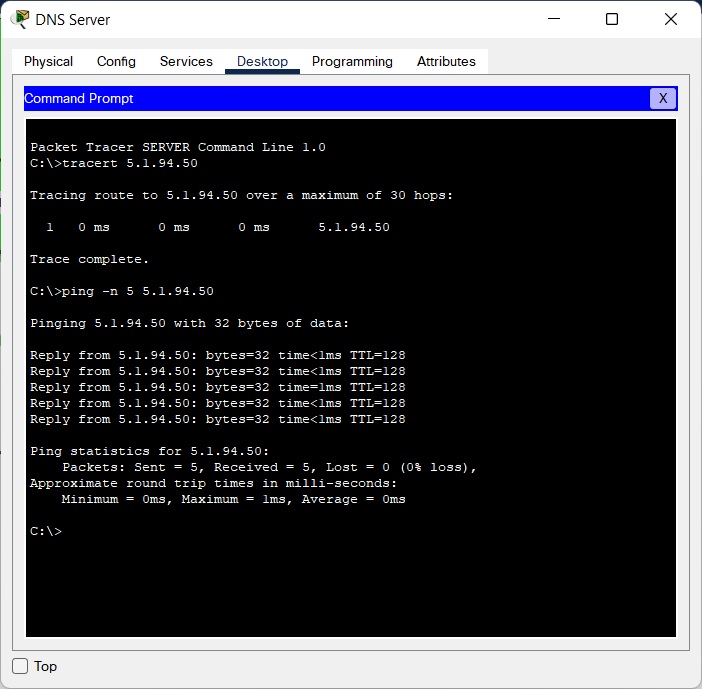 DNS Server
Physical Config Services Desktop Programming Attributes
Command Prompt X
Packet Tracer SERVER Command Line 1.0
C:\>tracert 5.1.94.50
Tracing route to 5.1.94.50 over a maximum of 30 hops:
1 0 ms 0 ms 0 ms 5.1.94.50
Trace complete.
C:\>ping -n 5 5.1.94.50
Pinging 5.1.94.50 with 32 bytes of data:
Reply from 5.1.94.50: bytes=32 time<1ms TTL=128
Reply from 5.1.94.50: bytes=32 time<1ms TTL=128
Reply from 5.1.94.50: bytes=32 time=1ms TTL=128
Reply from 5.1.94.50: bytes=32 time<1ms TTL=128
Reply from 5.1.94.50: bytes=32 time<1ms TTL=128
Ping statistics for 5.1.94.50:
Packets: Sent = 5, Received = 5, Lost = 0 (0% loss),
Approximate round trip times in milli-seconds:
Minimum = 0ms, Maximum = 1ms, Average = 0ms
C:\>
Top